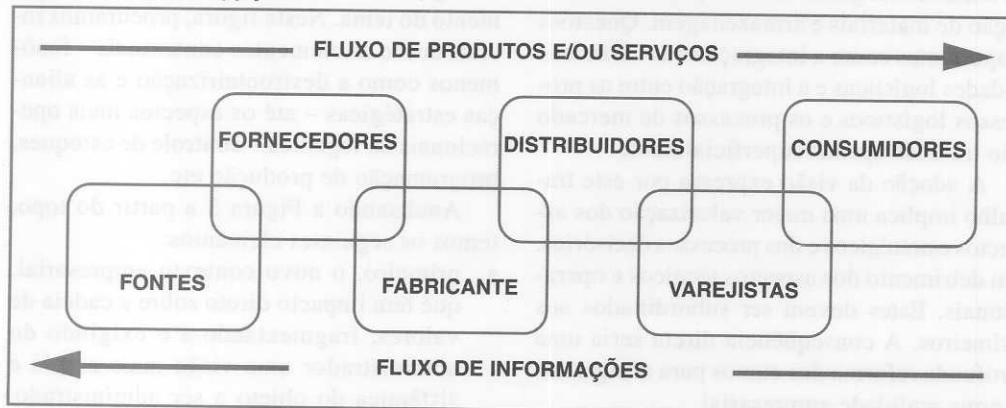 FLUXO DE PRODUTOS E/OU SERVIÇOS
FORNECEDORES
DISTRIBUIDORES
CONSUMIDORES
FONTES
FABRICANTE
VAREJISTAS
FLUXO DE INFORMAÇÕES